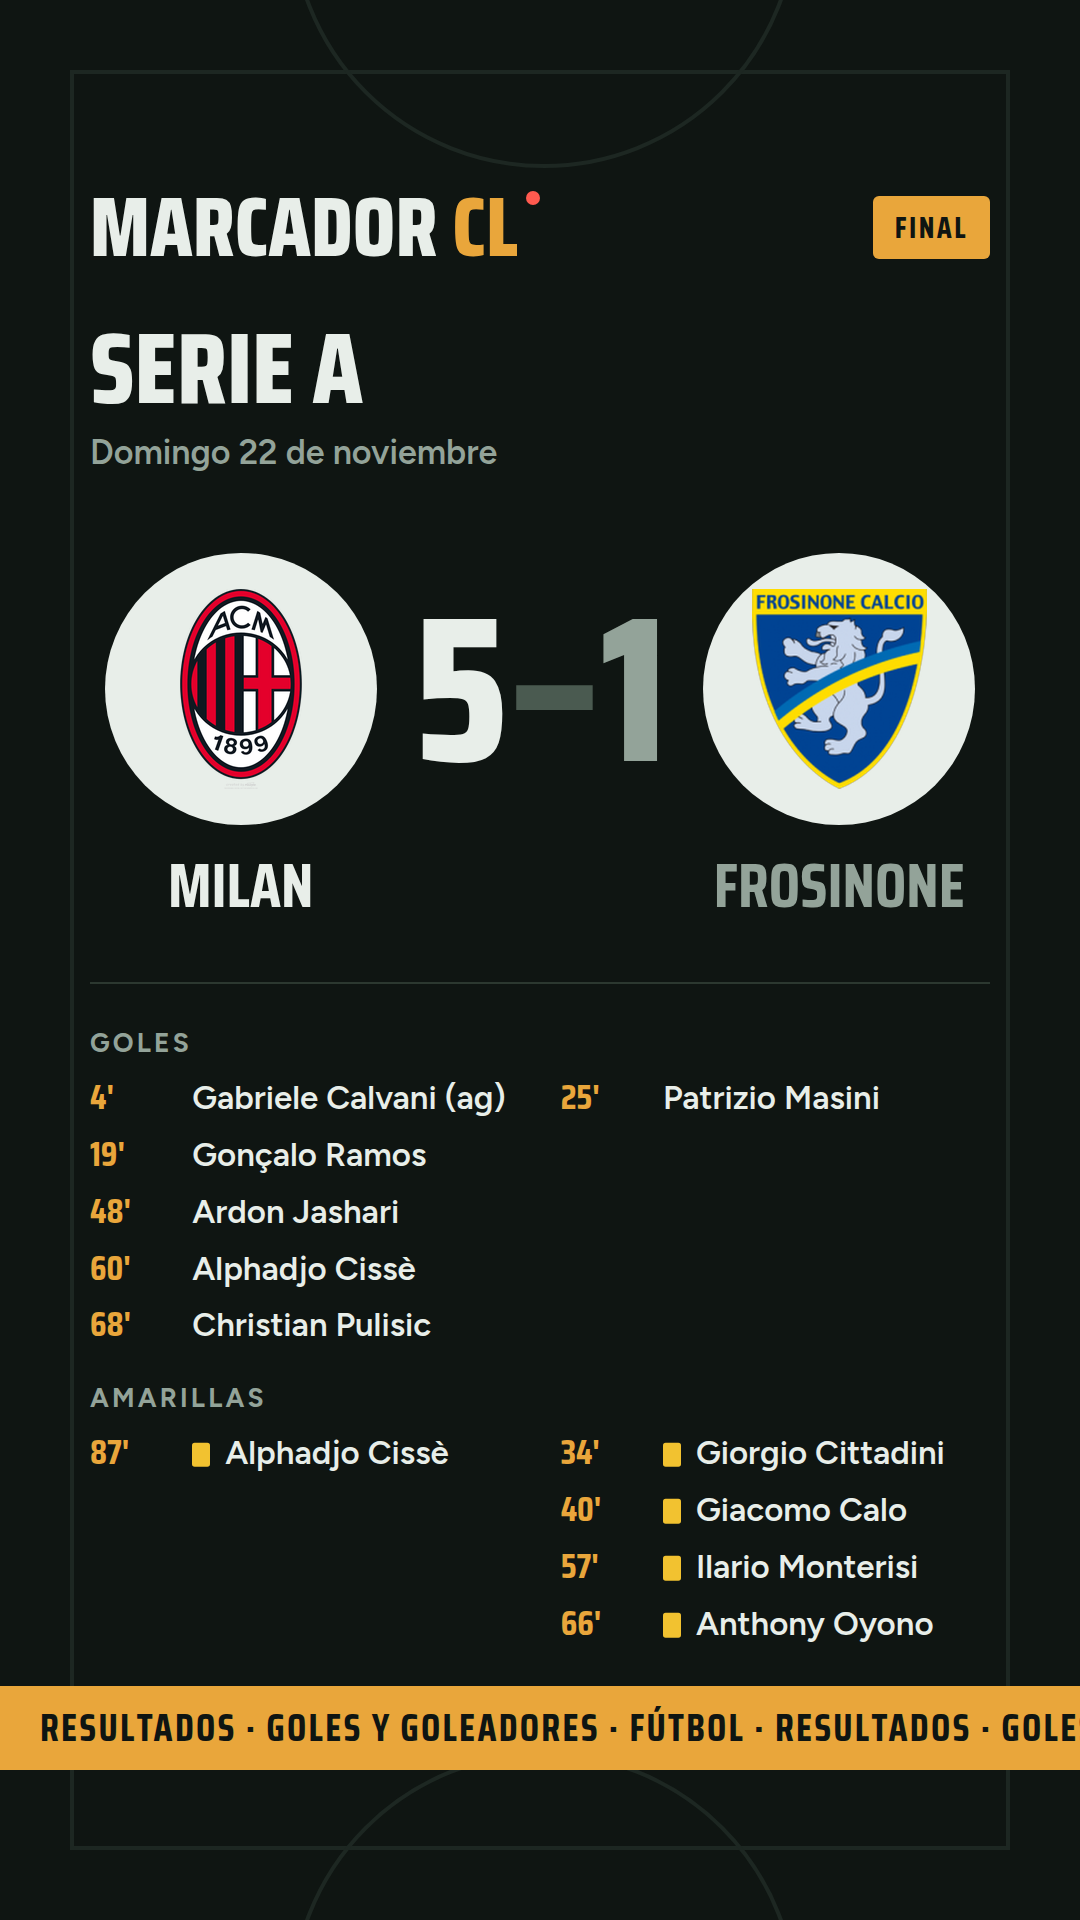 MARCADOR CL
FINAL
SERIE A
Domingo 22 de noviembre
ACM
1899
5–1
FROSINONE CALCIO
MILAN
FROSINONE
GOLES
4' Gabriele Calvani (ag)
25' Patrizio Masini
19' Gonçalo Ramos
48' Ardon Jashari
60' Alphadjo Cissè
68' Christian Pulisic
AMARILLAS
87' Alphadjo Cissè
34' Giorgio Cittadini
40' Giacomo Calo
57' Ilario Monterisi
66' Anthony Oyono
RESULTADOS · GOLES Y GOLEADORES · FÚTBOL · RESULTADOS · GOLES